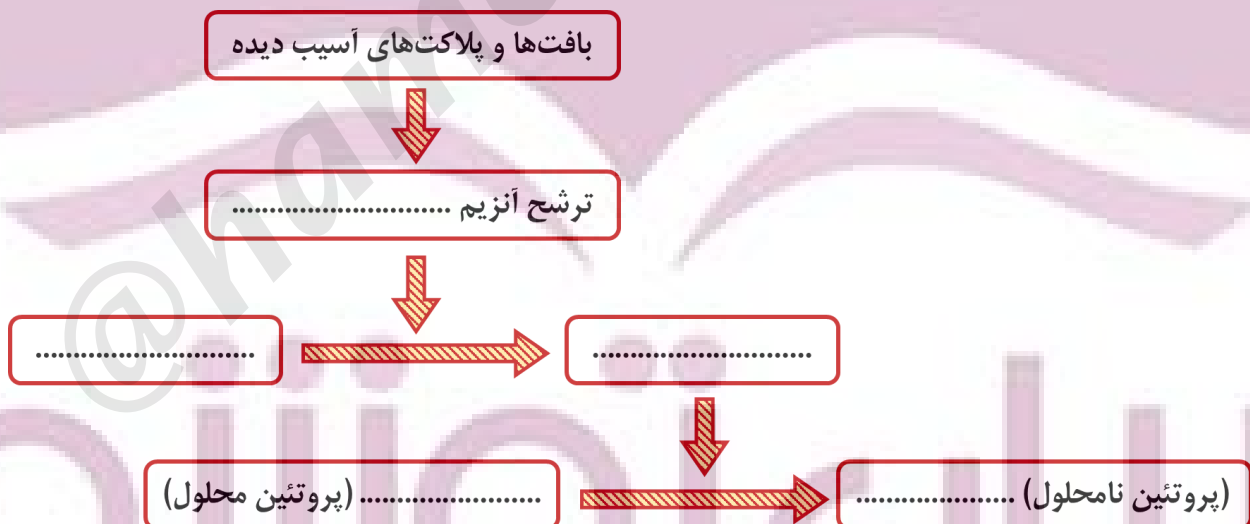 بافت‌ها و پلاکت‌های آسیب دیده
ترشح آنزیم .............................
.............................
.............................
........................ (پروتئین محلول)
(پروتئین نامحلول) .....................